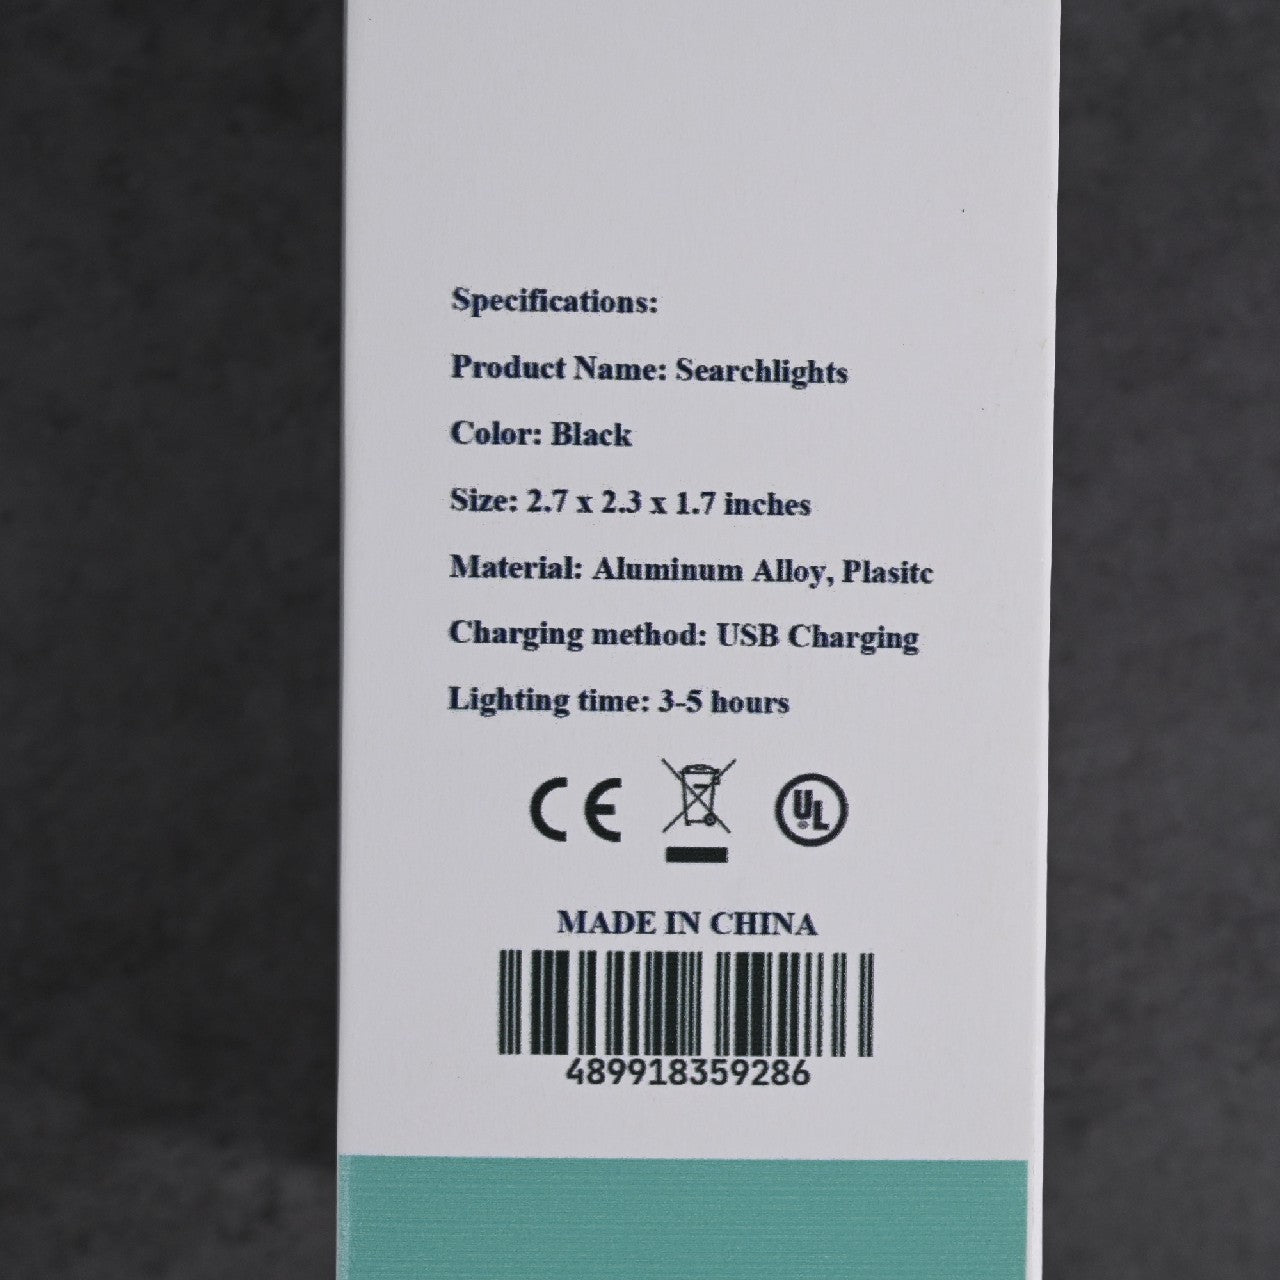 Specifications:
Product Name: Searchlights
Color: Black
Size: 2.7 x 2.3 x 1.7 inches
Material: Aluminum Alloy, Plasitc
Charging method: USB Charging
Lighting time: 3-5 hours
CE UL
MADE IN CHINA
489918359286